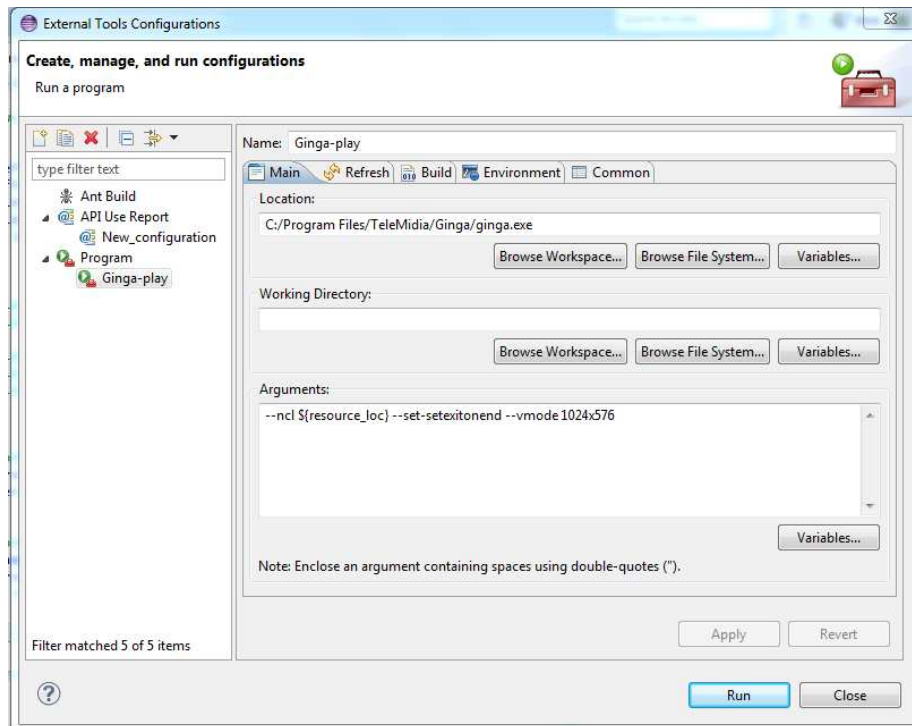 External Tools Configurations
Create, manage, and run configurations
Run a program
type filter text
Ant Build
API Use Report
New_configuration
Program
Ginga-play
Filter matched 5 of 5 items
Name: Ginga-play
Main Refresh Build Environment Common
Location:
C:/Program Files/TeleMidia/Ginga/ginga.exe
Browse Workspace... Browse File System... Variables...
Working Directory:
Browse Workspace... Browse File System... Variables...
Arguments:
--ncl ${resource_loc} --set-setexitonend --vmode 1024x576
Variables...
Note: Enclose an argument containing spaces using double-quotes (").
Apply Revert
Run Close